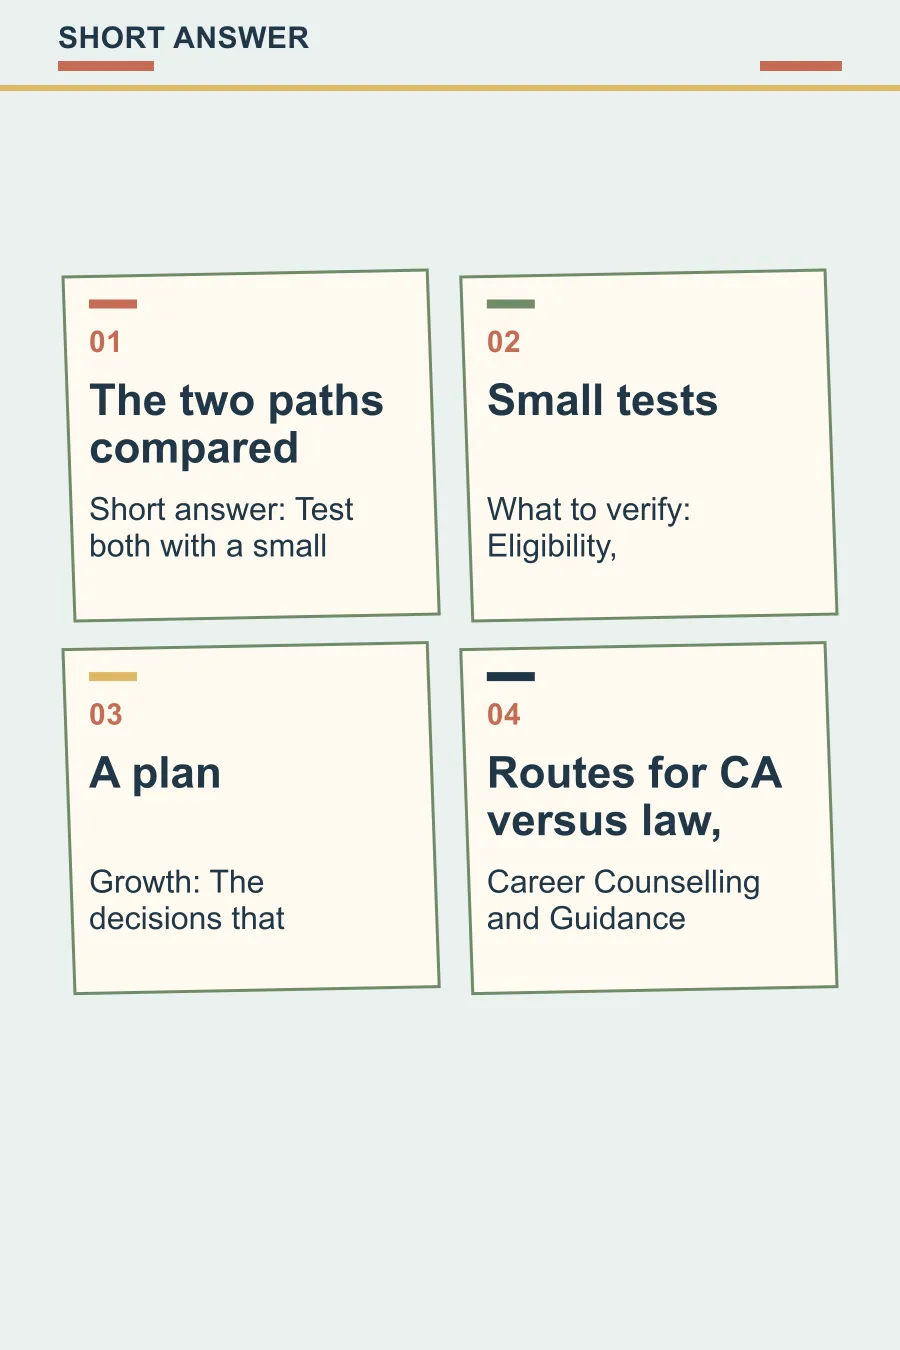 SHORT ANSWER
01
The two paths
compared
Short answer: Test
both with a small
02
Small tests
What to verify:
Eligibility,
03
A plan
Growth: The
decisions that
04
Routes for CA
versus law,
Career Counselling
and Guidance